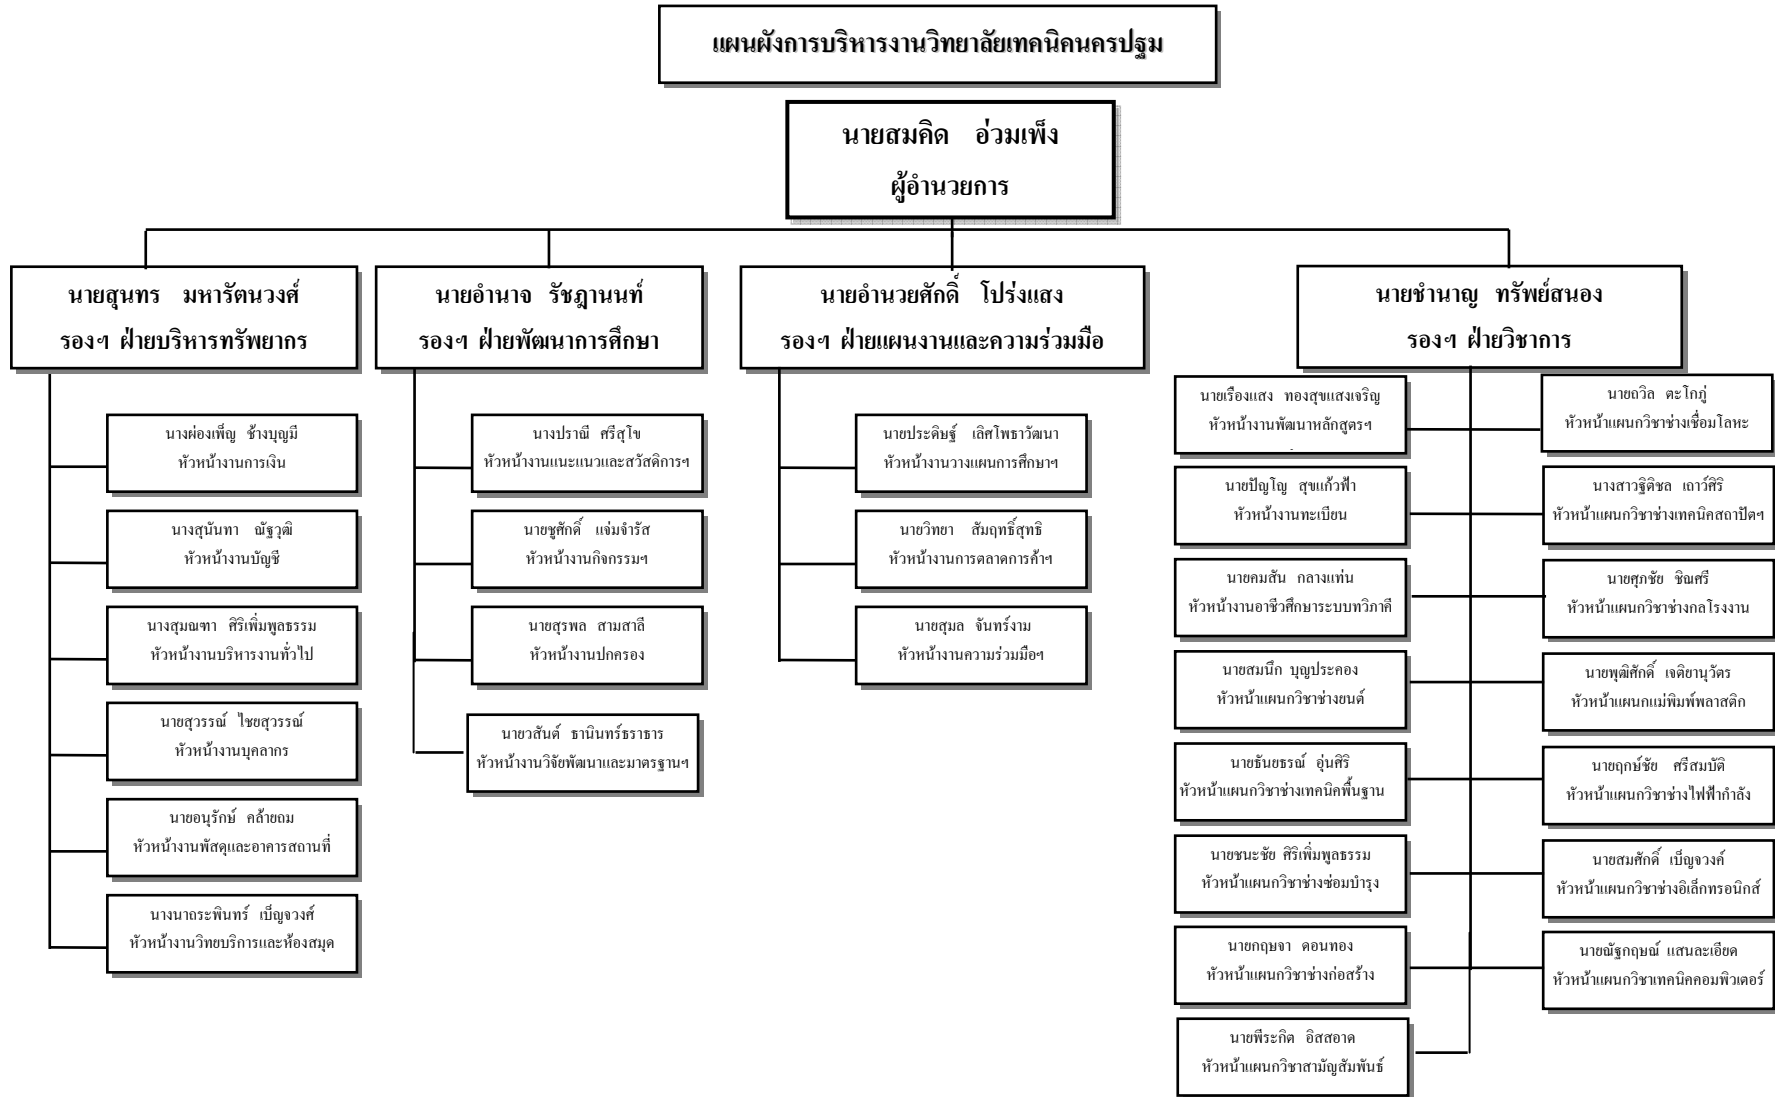 แผนผังการบริหารงานวิทยาลัยเทคนิคนครปฐม
นายสมคิด อ่วมเพ็ง
ผู้อำนวยการ
นายสุนทร มหารัตนวงศ์
รองฯ ฝ่ายบริหารทรัพยากร
นางผ่องเพ็ญ ช้างบุญมี
หัวหน้างานการเงิน
นางสุนันทา ณัฐวุฒิ
หัวหน้างานบัญชี
นางสุมณฑา ศิริเพิ่มพูลธรรม
หัวหน้างานบริหารงานทั่วไป
นายสุวรรณ์ ไชยสุวรรณ์
หัวหน้างานบุคลากร
นายอนุรักษ์ คล้ายถม
หัวหน้างานพัสดุและอาคารสถานที่
นางนาถระพินทร์ เบ็ญจวงศ์
หัวหน้างานวิทยบริการและห้องสมุด
นายอำนาจ รัชฎานนท์
รองฯ ฝ่ายพัฒนาการศึกษา
นางปราณี ศรีสุโข
หัวหน้างานแนะแนวและสวัสดิการฯ
นายชูศักดิ์ แจ่มจำรัส
หัวหน้างานกิจกรรมฯ
นายสุรพล สามสาลี
หัวหน้างานปกครอง
นายวสันต์ ธานินทร์ธราธาร
หัวหน้างานวิจัยพัฒนาและมาตรฐานฯ
นายอำนวยศักดิ์ โปร่งแสง
รองฯ ฝ่ายแผนงานและความร่วมมือ
นายประดิษฐ์ เลิศโพธาวัฒนา
หัวหน้างานวางแผนการศึกษาฯ
นายวิทยา สัมฤทธิ์สุทธิ
หัวหน้างานการตลาดการค้าฯ
นายสุมล จันทร์งาม
หัวหน้างานความร่วมมือฯ
นายชำนาญ ทรัพย์สนอง
รองฯ ฝ่ายวิชาการ
นายเรืองแสง ทองสุขแสงเจริญ
หัวหน้างานพัฒนาหลักสูตรฯ
นายปัญโญ สุขแก้วฟ้า
หัวหน้างานทะเบียน
นายคมสัน กลางแท่น
หัวหน้างานอาชีวศึกษาระบบทวิภาคี
นายสมนึก บุญประคอง
หัวหน้าแผนกวิชาช่างยนต์
นายธันยธรณ์ อุ่นศิริ
หัวหน้าแผนกวิชาช่างเทคนิคพื้นฐาน
นายชนะชัย ศิริเพิ่มพูลธรรม
หัวหน้าแผนกวิชาช่างซ่อมบำรุง
นายกฤษจา ดอนทอง
หัวหน้าแผนกวิชาช่างก่อสร้าง
นายพีระกิต อิสสอาด
หัวหน้าแผนกวิชาสามัญสัมพันธ์
นายถวิล ตะโกภู่
หัวหน้าแผนกวิชาช่างเชื่อมโลหะ
นางสาวฐิติชล เถาว์ศิริ
หัวหน้าแผนกวิชาช่างเทคนิคสถาปัตฯ
นายศุภชัย ชิณศรี
หัวหน้าแผนกวิชาช่างกลโรงงาน
นายพุฒิศักดิ์ เจติยานุวัตร
หัวหน้าแผนกแม่พิมพ์พลาสติก
นายฤกษ์ชัย ศรีสมบัติ
หัวหน้าแผนกวิชาช่างไฟฟ้ากำลัง
นายสมศักดิ์ เบ็ญจวงค์
หัวหน้าแผนกวิชาช่างอิเล็กทรอนิกส์
นายณัฐกฤษณ์ แสนละเอียด
หัวหน้าแผนกวิชาเทคนิคคอมพิวเตอร์